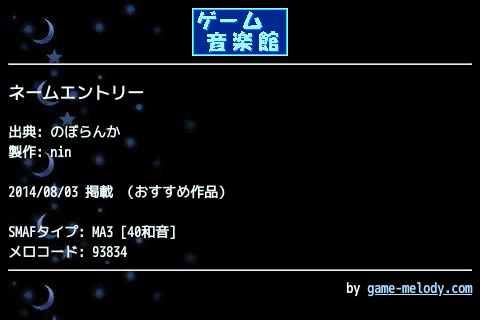 ゲーム
音楽館
ネームエントリー
出典: のぼらんか
製作: nin
2014/08/03 掲載 (おすすめ作品)
SMAFタイプ: MA3 [40和音]
メロコード: 93834
by game-melody.com